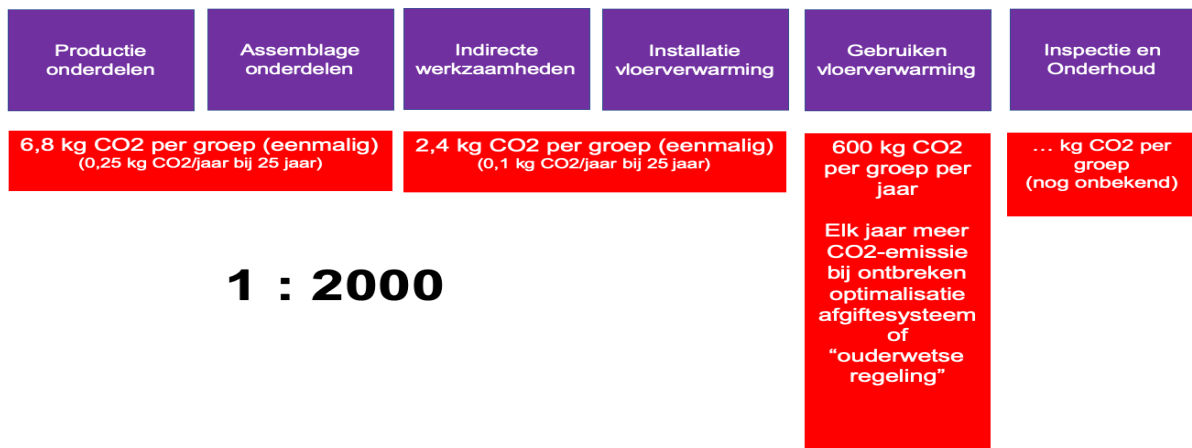 Productie
onderdelen
Assemblage
onderdelen
Indirecte
werkzaamheden
Installatie
vloerverwarming
Gebruiken
vloerverwarming
Inspectie en
Onderhoud
6,8 kg CO2 per groep (eenmalig)
(0,25 kg CO2/jaar bij 25 jaar)
2,4 kg CO2 per groep (eenmalig)
(0,1 kg CO2/jaar bij 25 jaar)
600 kg CO2
per groep per
jaar
Elk jaar meer
CO2-emissie
bij ontbreken
optimalisatie
afgiftesysteem
of
“ouderwetse
regeling”
... kg CO2 per
groep
(nog onbekend)
1 : 2000